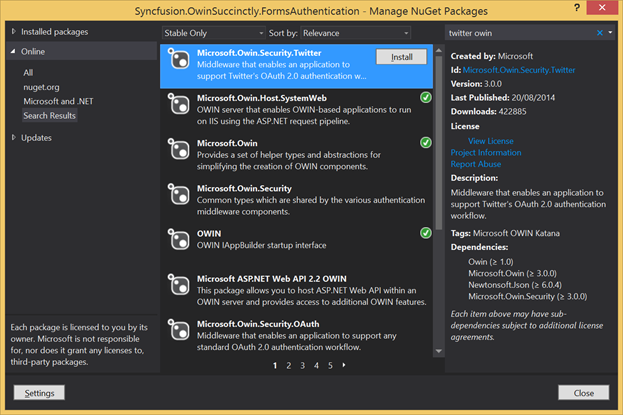 Syncfusion.OwinSuccinctly.FormsAuthentication - Manage NuGet Packages
?
Installed packages
Online
All
nuget.org
Microsoft and .NET
Search Results
Updates
Each package is licensed to you by its
owner. Microsoft is not responsible
for, nor does it grant any licenses to,
third-party packages.
Settings
Stable Only
Sort by: Relevance
Microsoft.Owin.Security.Twitter
Middleware that enables an application to
support Twitter's OAuth 2.0 authentication w...
Install
Microsoft.Owin.Host.SystemWeb
OWIN server that enables OWIN-based applications to run
on IIS using the ASP.NET request pipeline.
Microsoft.Owin
Provides a set of helper types and abstractions for
simplifying the creation of OWIN components.
Microsoft.Owin.Security
Common types which are shared by the various authentication
middleware components.
OWIN
OWIN IAppBuilder startup interface
Microsoft ASP.NET Web API 2.2 OWIN
This package allows you to host ASP.NET Web API within an
OWIN server and provides access to additional OWIN features.
Microsoft.Owin.Security.OAuth
Middleware that enables an application to support any
standard OAuth 2.0 authentication workflow.
1 2 3 4 5
twitter owin
Created by: Microsoft
Id: Microsoft.Owin.Security.Twitter
Version: 3.0.0
Last Published: 20/08/2014
Downloads: 422885
License
View License
Project Information
Report Abuse
Description:
Middleware that enables an application to
support Twitter's OAuth 2.0 authentication
workflow.
Tags: Microsoft OWIN Katana
Dependencies:
Owin (≥ 1.0)
Microsoft.Owin (≥ 3.0.0)
Newtonsoft.Json (≥ 6.0.4)
Microsoft.Owin.Security (≥ 3.0.0)
Each item above may have sub-
dependencies subject to additional license
agreements.
Close